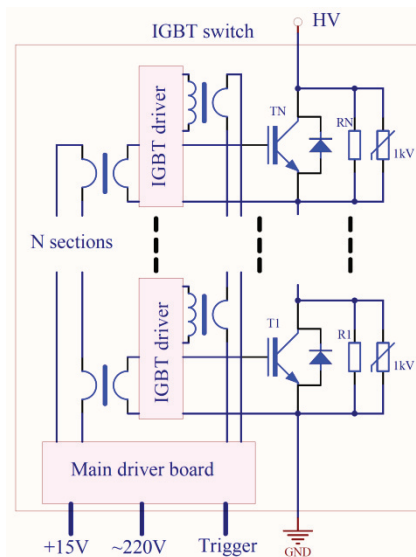 IGBT switch
HV
IGBT driver
TN
RN
1kV
N sections
IGBT driver
T1
R1
1kV
Main driver board
+15V
~220V
Trigger
GND